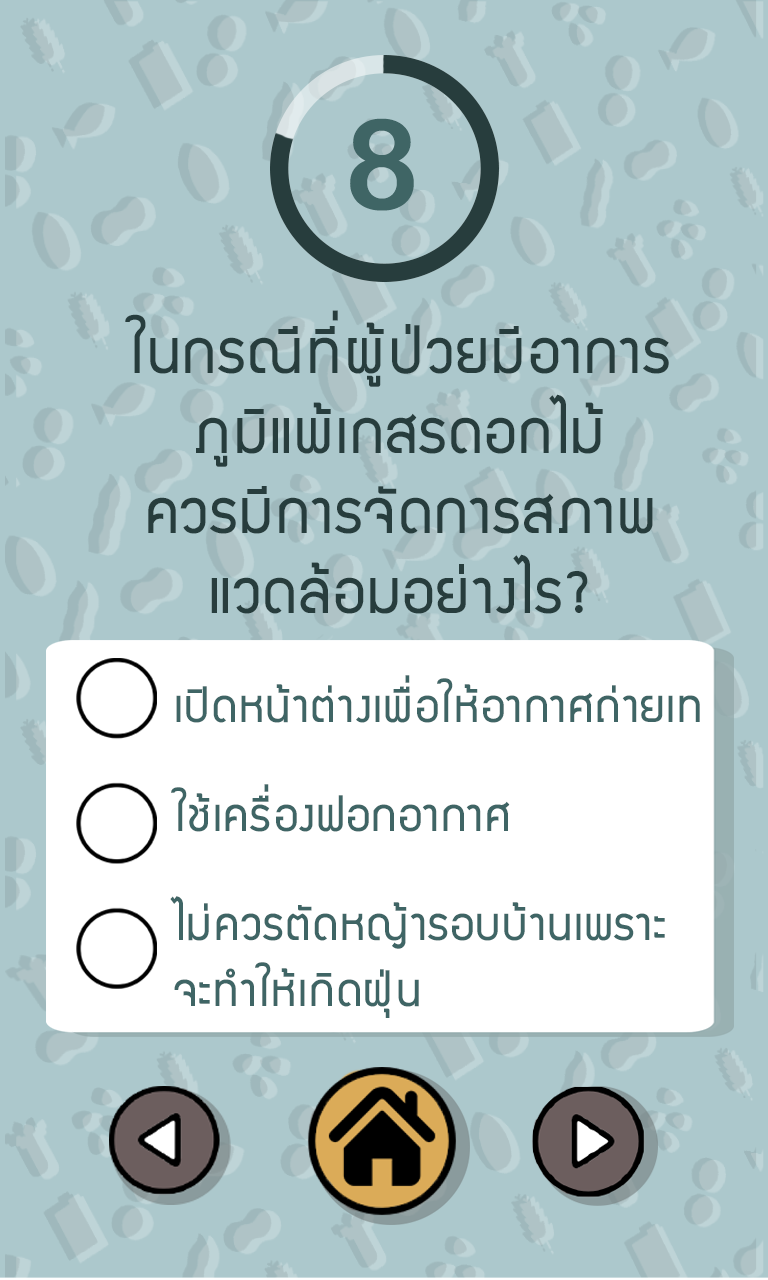 8
ในกรณีที่ผู้ป่วยมีอาการ
ภูมิแพ้เกสรดอกไม้
ควรมีการจัดการสภาพ
แวดล้อมอย่างไร?
เปิดหน้าต่างเพื่อให้อากาศถ่ายเท
ใช้เครื่องฟอกอากาศ
ไม่ควรตัดหญ้ารอบบ้านเพราะ
จะทำให้เกิดฝุ่น